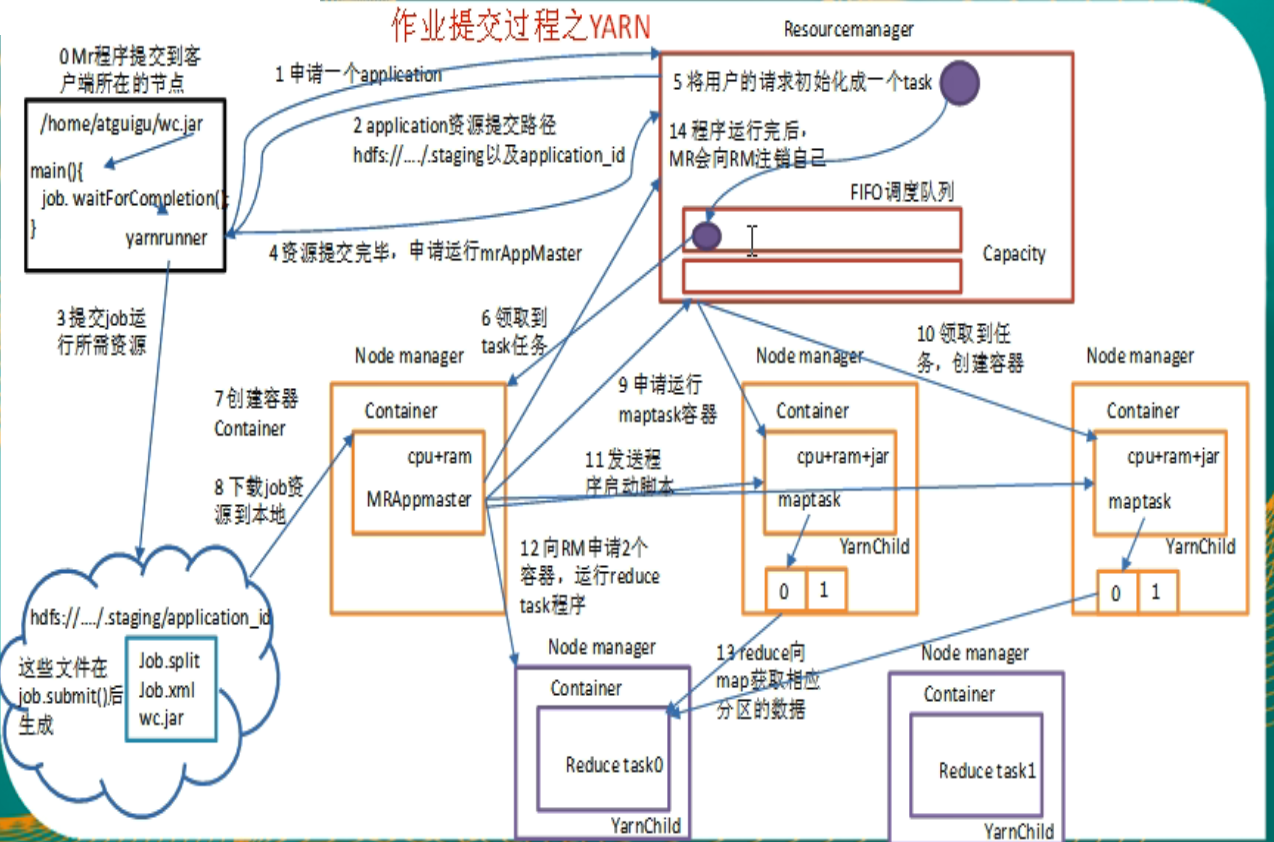 作业提交过程之YARN
Resourcemanager
0 Mr程序提交到客
户端所在的节点
/home/atguigu/wc.jar
main(){
job. waitForCompletion();
}
yarnrunner
1 申请一个application
2 application资源提交路径
hdfs://..../.staging以及application_id
4 资源提交完毕，申请运行mrAppMaster
5 将用户的请求初始化成一个task
14 程序运行完后，
MR会向RM注销自己
FIFO调度队列
Capacity
3 提交job运
行所需资源
6 领取到
task任务
10 领取到任
务，创建容器
Node manager
Node manager
Node manager
7 创建容器
Container
9 申请运行
maptask容器
Container
cpu+ram
MRAppmaster
Container
cpu+ram+jar
maptask
YarnChild
0
1
Container
cpu+ram+jar
maptask
YarnChild
0
1
8 下载job资
源到本地
11 发送程
序启动脚本
12 向RM申请2个
容器，运行reduce
task程序
hdfs://..../.staging/application_id
这些文件在
job.submit()后
生成
Job.split
Job.xml
wc.jar
13 reduce向
map获取相应
分区的数据
Node manager
Container
Reduce task0
YarnChild
Node manager
Container
Reduce task1
YarnChild